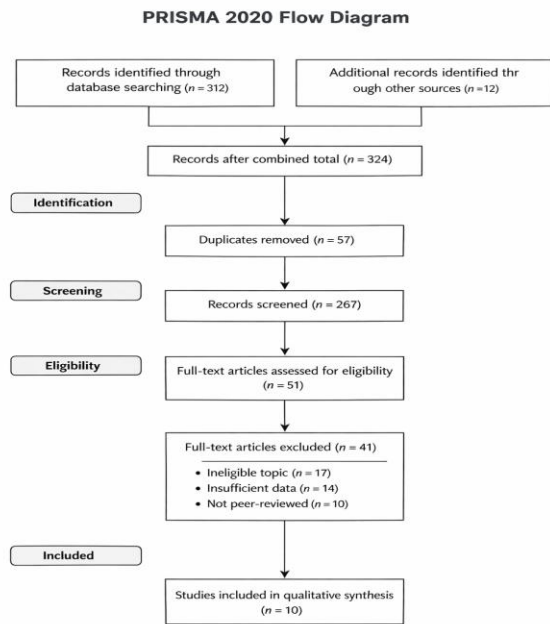 PRISMA 2020 Flow Diagram
Records identified through
database searching (n = 312)
Additional records identified thr
ough other sources (n =12)
Records after combined total (n = 324)
Identification
Duplicates removed (n = 57)
Screening
Records screened (n = 267)
Eligibility
Full-text articles assessed for eligibility
(n = 51)
Full-text articles excluded (n = 41)
• Ineligible topic (n = 17)
• Insufficient data (n = 14)
• Not peer-reviewed (n = 10)
Included
Studies included in qualitative synthesis
(n = 10)